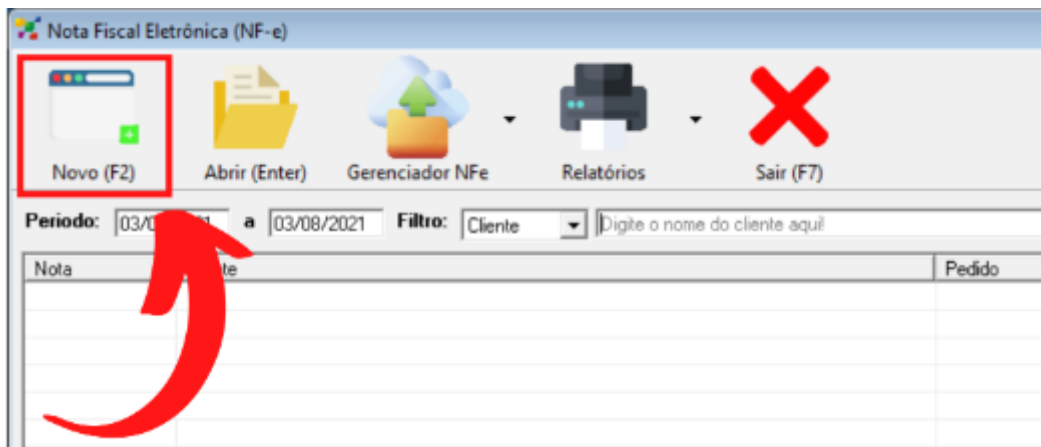 Nota Fiscal Eletrônica (NF-e)
Novo (F2) Abrir (Enter) Gerenciador NFe Relatórios Sair (F7)
Periodo: a 03/08/2021 Filtro: Cliente Digite o nome do cliente aqui!
Nota Pedido